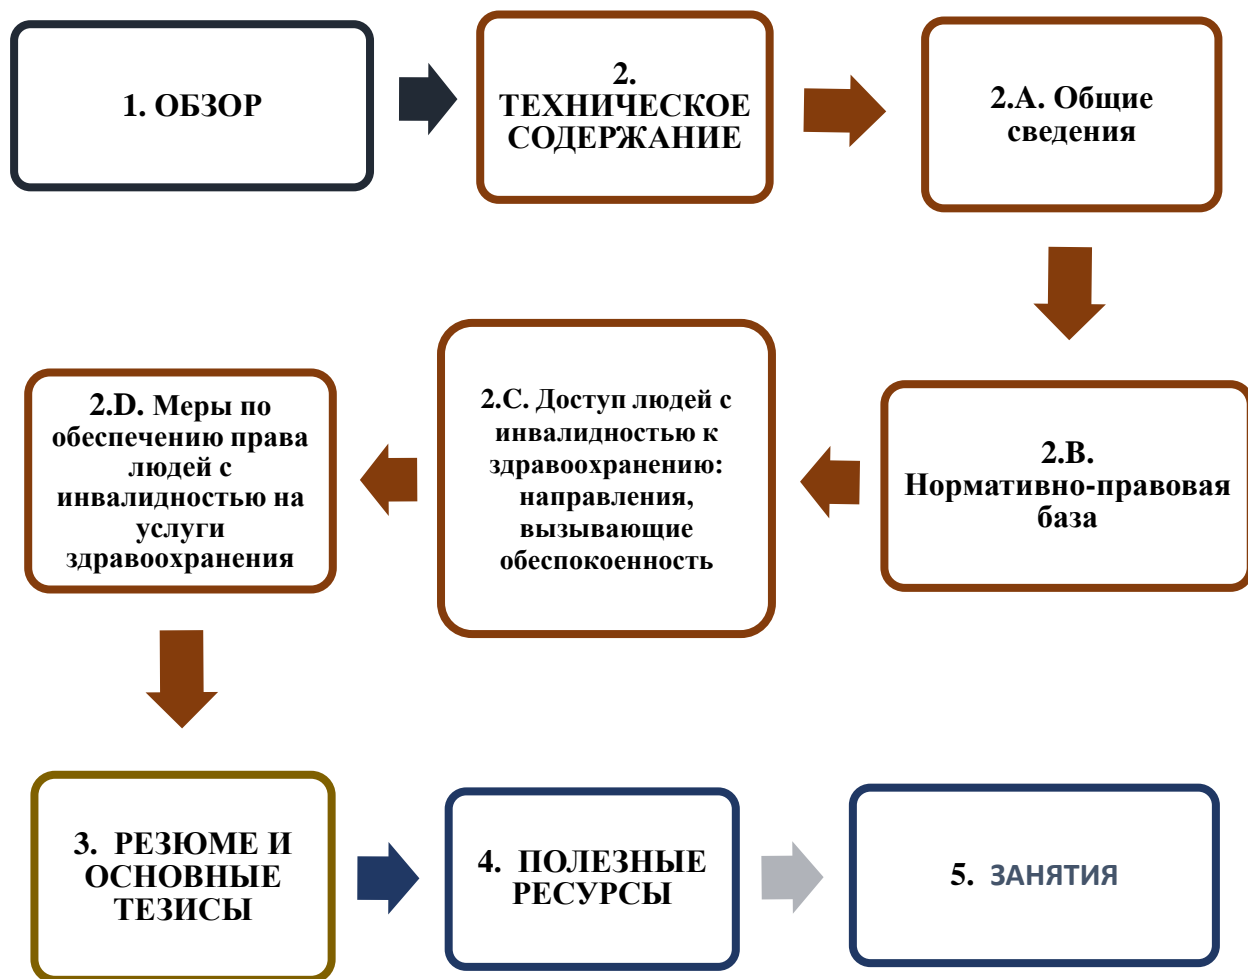 1. ОБЗОР
2.
ТЕХНИЧЕСКОЕ
СОДЕРЖАНИЕ
2.A. Общие
сведения
2.B.
Нормативно-правовая
база
2.C. Доступ людей с
инвалидностью к
здравоохранению:
направления,
вызывающие
обеспокоенность
2.D. Меры по
обеспечению права
людей с
инвалидностью на
услуги
здравоохранения
3. РЕЗЮМЕ И
ОСНОВНЫЕ
ТЕЗИСЫ
4. ПОЛЕЗНЫЕ
РЕСУРСЫ
5. ЗАНЯТИЯ